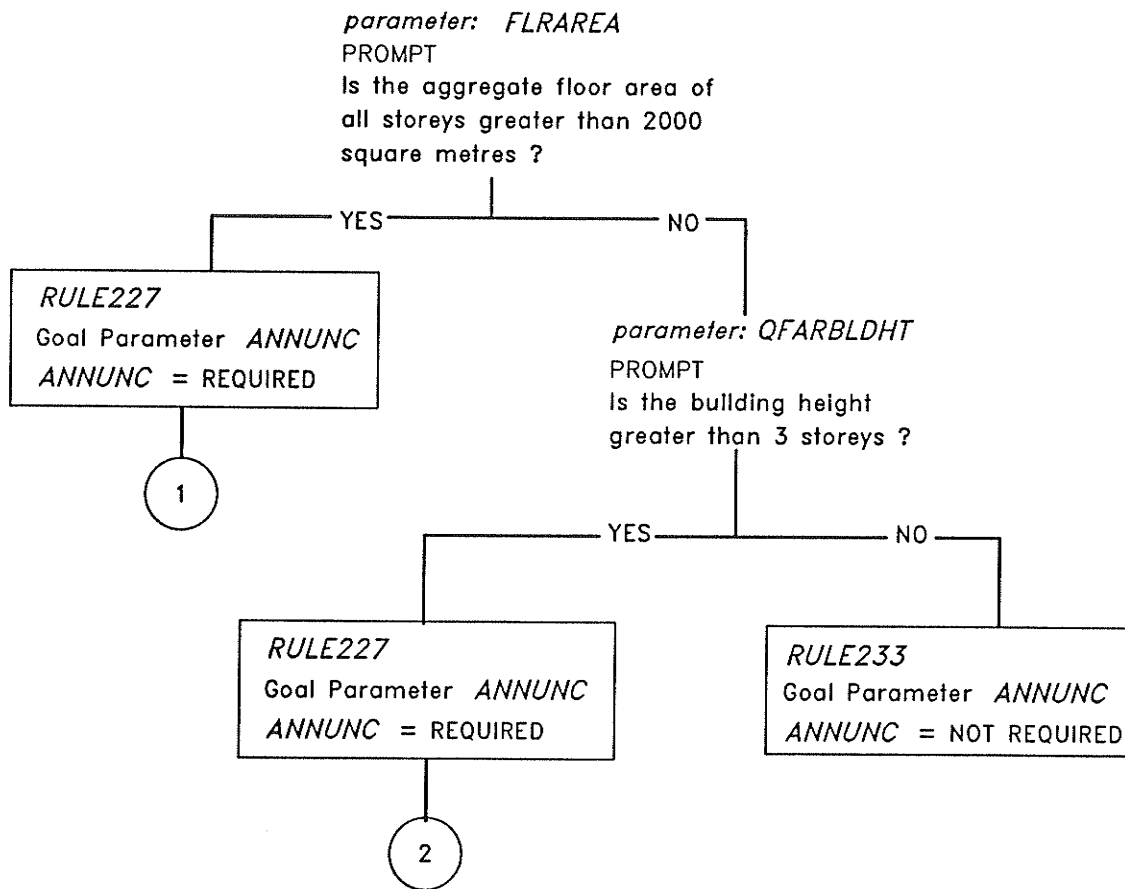 parameter: FLRAREA
PROMPT
Is the aggregate floor area of
all storeys greater than 2000
square metres ?
YES
NO
RULE227
Goal Parameter ANNUNC
ANNUNC = REQUIRED
1
parameter: QFARBLDHT
PROMPT
Is the building height
greater than 3 storeys ?
YES
NO
RULE227
Goal Parameter ANNUNC
ANNUNC = REQUIRED
2
RULE233
Goal Parameter ANNUNC
ANNUNC = NOT REQUIRED